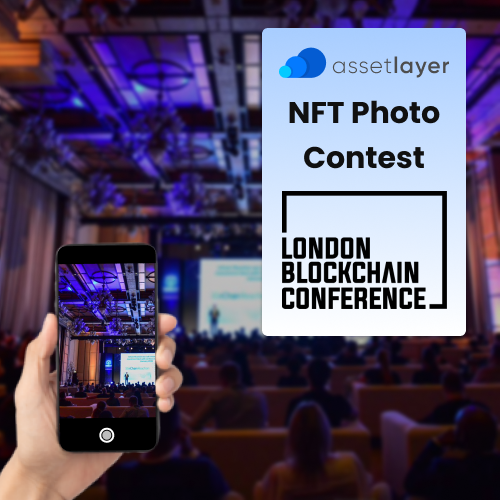 assetlayer
NFT Photo
Contest
LONDON
BLOCKCHAIN
CONFERENCE